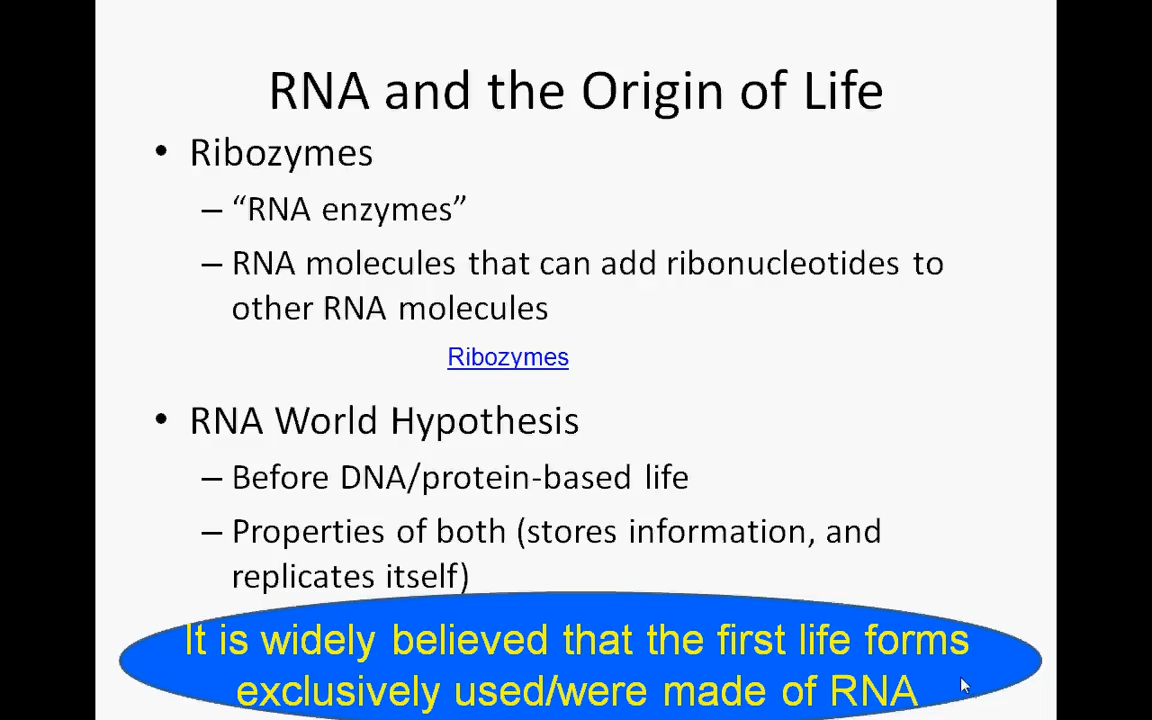 RNA and the Origin of Life
• Ribozymes
– “RNA enzymes”
– RNA molecules that can add ribonucleotides to
other RNA molecules
Ribozymes
• RNA World Hypothesis
– Before DNA/protein-based life
– Properties of both (stores information, and
replicates itself)
It is widely believed that the first life forms
exclusively used/were made of RNA